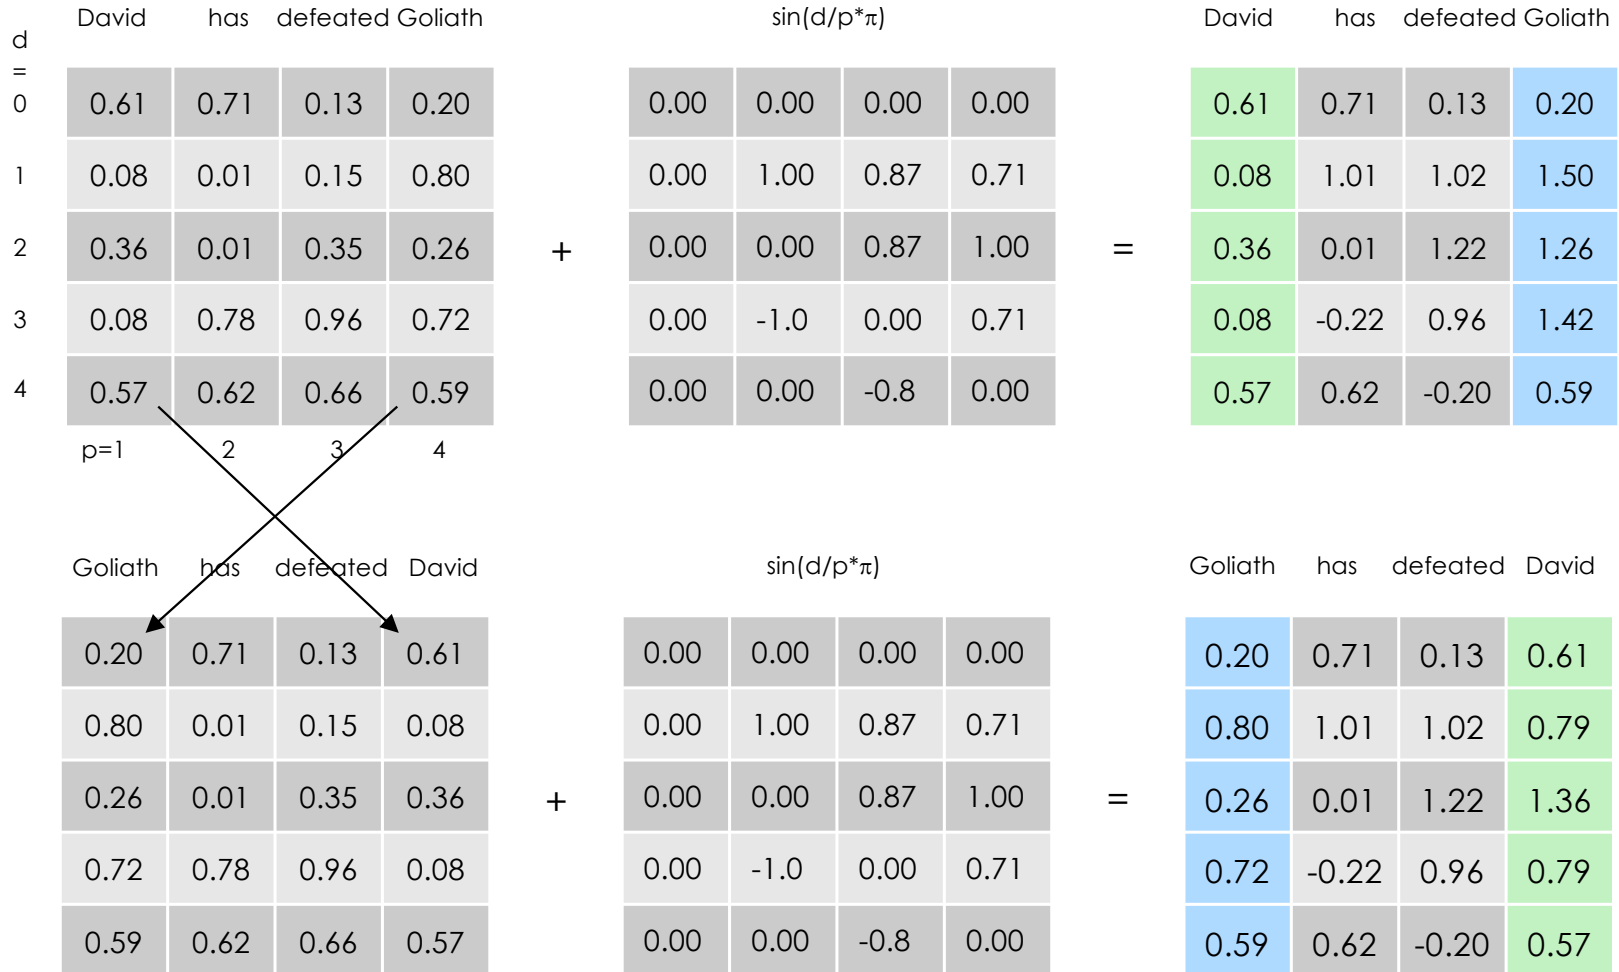 David has defeated Goliath sin(d/p*π) David has defeated Goliath
d
=
0 0.61 0.71 0.13 0.20 0.00 0.00 0.00 0.00 0.61 0.71 0.13 0.20
1 0.08 0.01 0.15 0.80 0.00 1.00 0.87 0.71 0.08 1.01 1.02 1.50
2 0.36 0.01 0.35 0.26 + 0.00 0.00 0.87 1.00 = 0.36 0.01 1.22 1.26
3 0.08 0.78 0.96 0.72 0.00 -1.0 0.00 0.71 0.08 -0.22 0.96 1.42
4 0.57 0.62 0.66 0.59 0.00 0.00 -0.8 0.00 0.57 0.62 -0.20 0.59
p=1 2 3 4
Goliath has defeated David sin(d/p*π) Goliath has defeated David
0.20 0.71 0.13 0.61 0.00 0.00 0.00 0.00 0.20 0.71 0.13 0.61
0.80 0.01 0.15 0.08 0.00 1.00 0.87 0.71 0.80 1.01 1.02 0.79
0.26 0.01 0.35 0.36 + 0.00 0.00 0.87 1.00 = 0.26 0.01 1.22 1.36
0.72 0.78 0.96 0.08 0.00 -1.0 0.00 0.71 0.72 -0.22 0.96 0.79
0.59 0.62 0.66 0.57 0.00 0.00 -0.8 0.00 0.59 0.62 -0.20 0.57